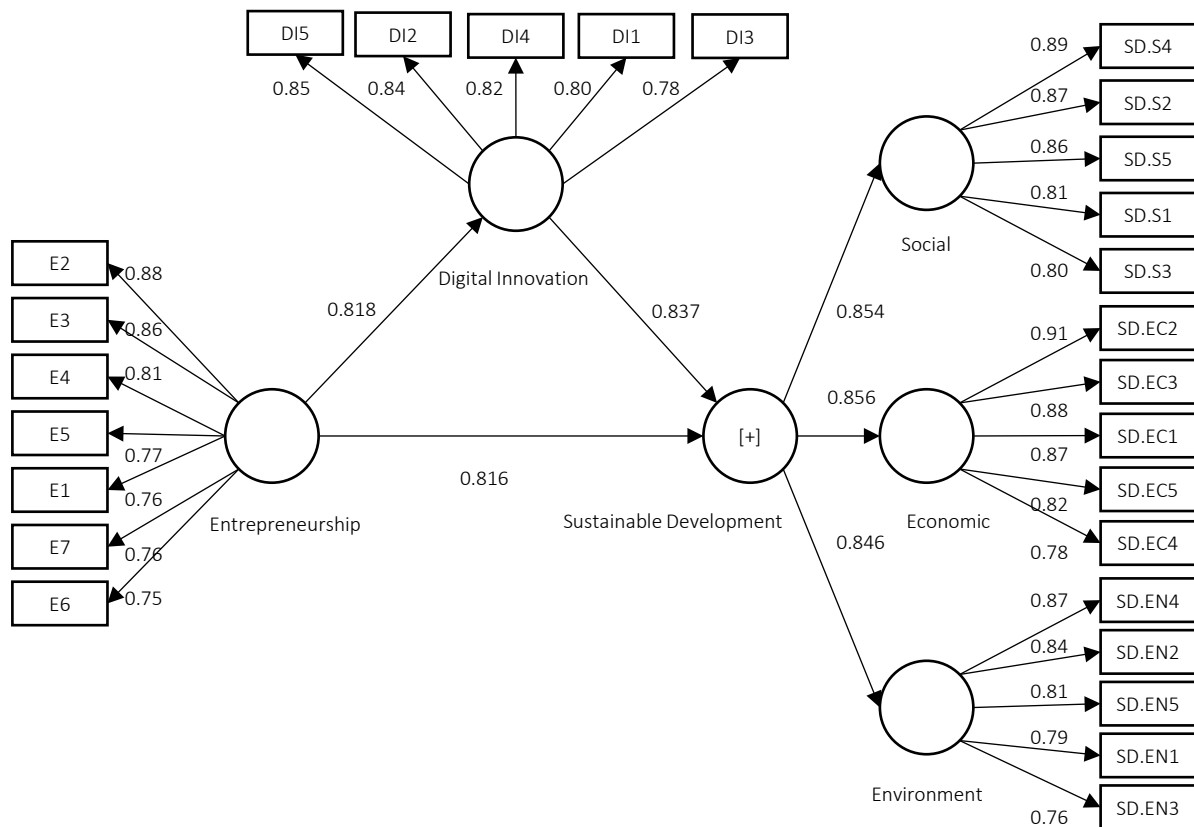 DI5
DI2
DI4
DI1
DI3
0.85
0.84
0.82
0.80
0.78
Digital Innovation
E2
E3
E4
E5
E1
E7
E6
0.88
0.86
0.81
0.77
0.76
0.76
0.75
Entrepreneurship
0.818
0.837
0.816
[+]
Sustainable Development
0.854
0.856
0.846
Social
0.89
0.87
0.86
0.81
0.80
SD.S4
SD.S2
SD.S5
SD.S1
SD.S3
Economic
0.91
0.88
0.87
0.82
0.78
SD.EC2
SD.EC3
SD.EC1
SD.EC5
SD.EC4
Environment
0.87
0.84
0.81
0.79
0.76
SD.EN4
SD.EN2
SD.EN5
SD.EN1
SD.EN3